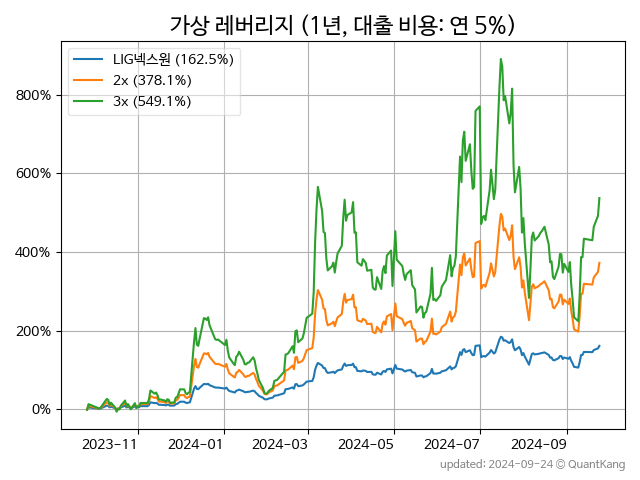 가상 레버리지 (1년, 대출 비용: 연 5%)
LIG넥스원 (162.5%)
2x (378.1%)
3x (549.1%)
800%
600%
400%
200%
0%
2023-11
2024-01
2024-03
2024-05
2024-07
2024-09
updated: 2024-09-24 @ QuantKang